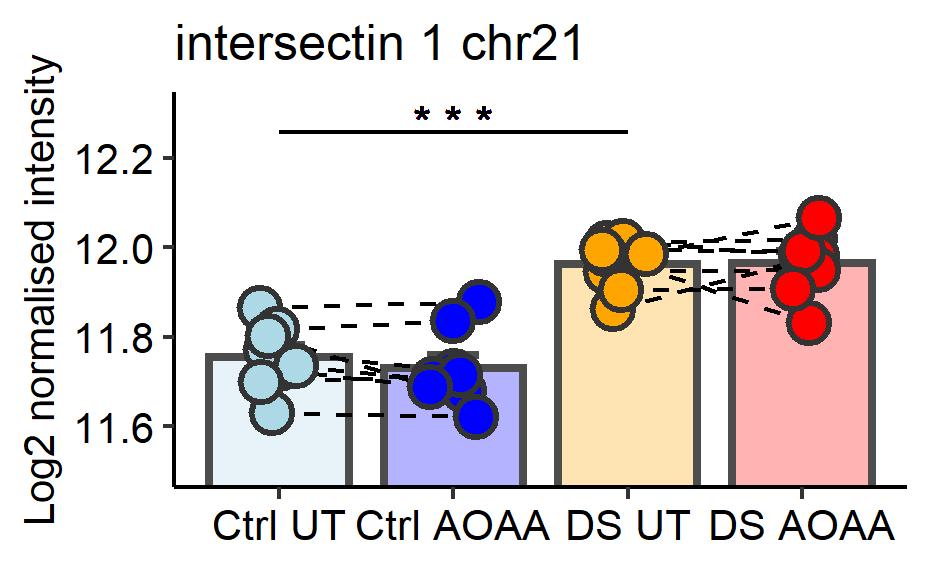 intersectin 1 chr21
* * *
Log2 normalised intensity
12.2
12.0
11.8
11.6
Ctrl UT Ctrl AOAA DS UT DS AOAA